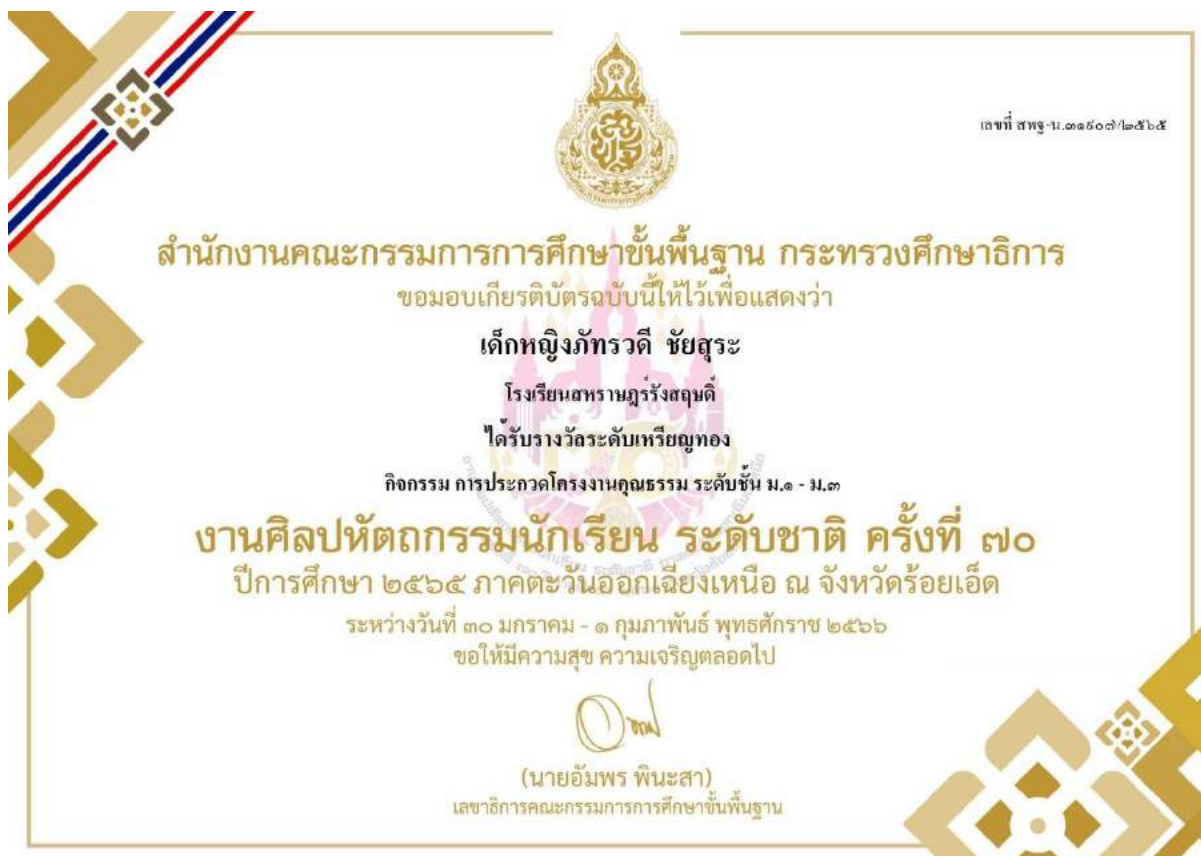 เลขที่ สพฐ-น.๓๑๙๐๗/๒๕๖๕
สำนักงานคณะกรรมการการศึกษาขั้นพื้นฐาน กระทรวงศึกษาธิการ
ขอมอบเกียรติบัตรฉบับนี้ให้ไว้เพื่อแสดงว่า
เด็กหญิงภัทรวดี ชัยสุระ
โรงเรียนสหราษฎร์รังสฤษดิ์
ได้รับรางวัลระดับเหรียญทอง
กิจกรรม การประกวดโครงงานคุณธรรม ระดับชั้น ม.๑ - ม.๓
งานศิลปหัตถกรรมนักเรียน ระดับชาติ ครั้งที่ ๗๐
ปีการศึกษา ๒๕๖๕ ภาคตะวันออกเฉียงเหนือ ณ จังหวัดร้อยเอ็ด
ระหว่างวันที่ ๓๐ มกราคม - ๑ กุมภาพันธ์ พุทธศักราช ๒๕๖๖
ขอให้มีความสุข ความเจริญตลอดไป
(นายอัมพร พินะสา)
เลขาธิการคณะกรรมการการศึกษาขั้นพื้นฐาน